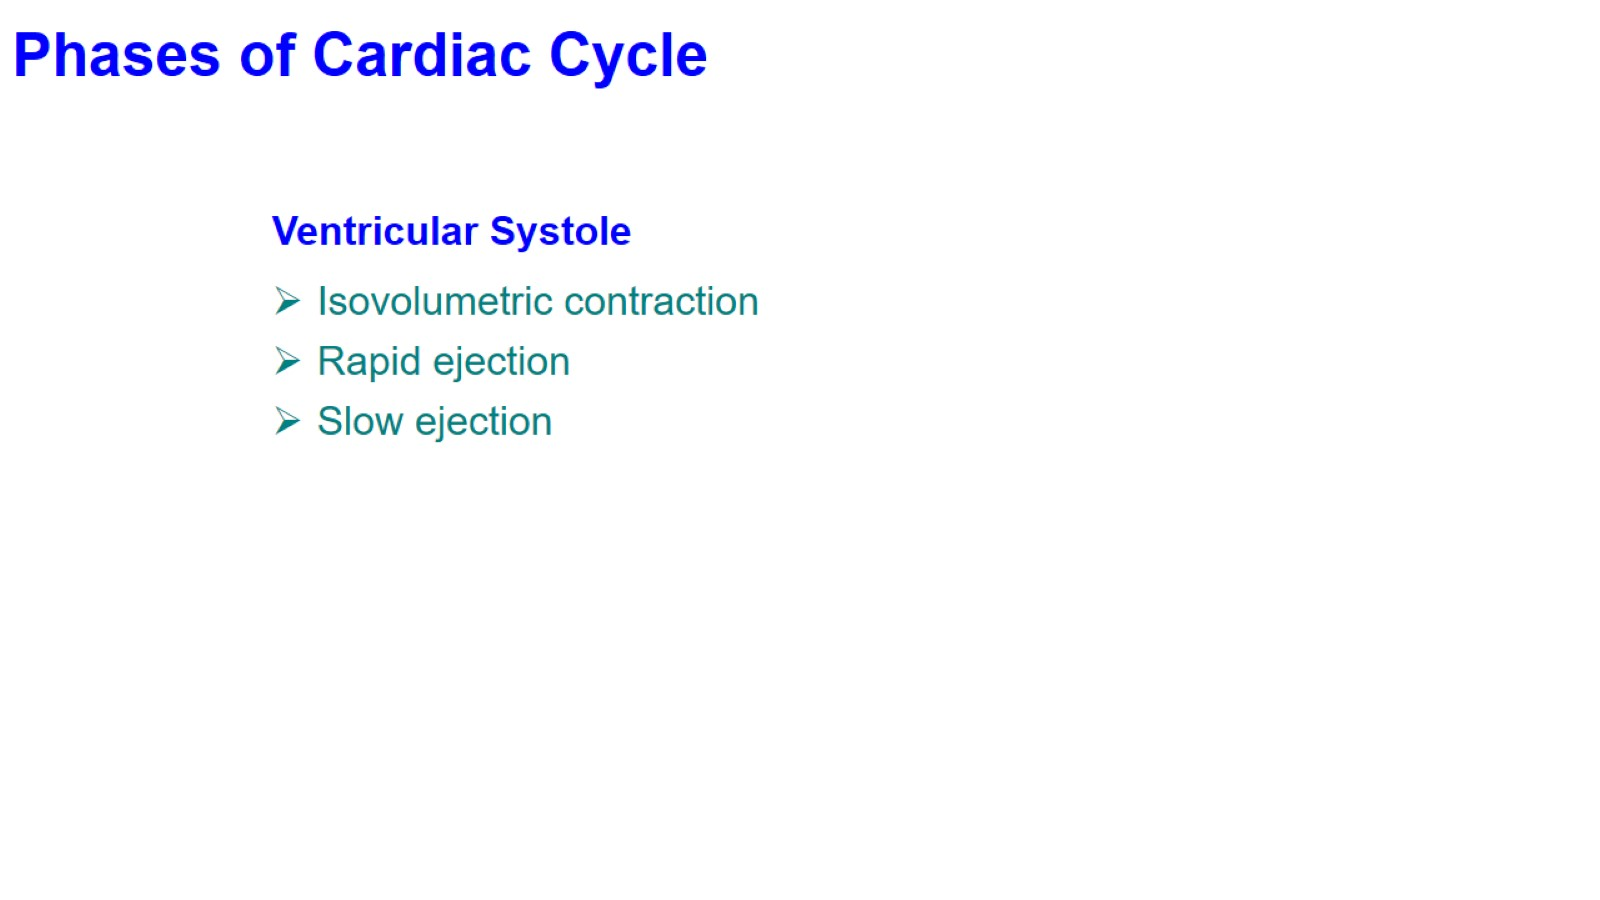 Phases of Cardiac Cycle
Ventricular Systole
➢ Isovolumetric contraction
➢ Rapid ejection
➢ Slow ejection